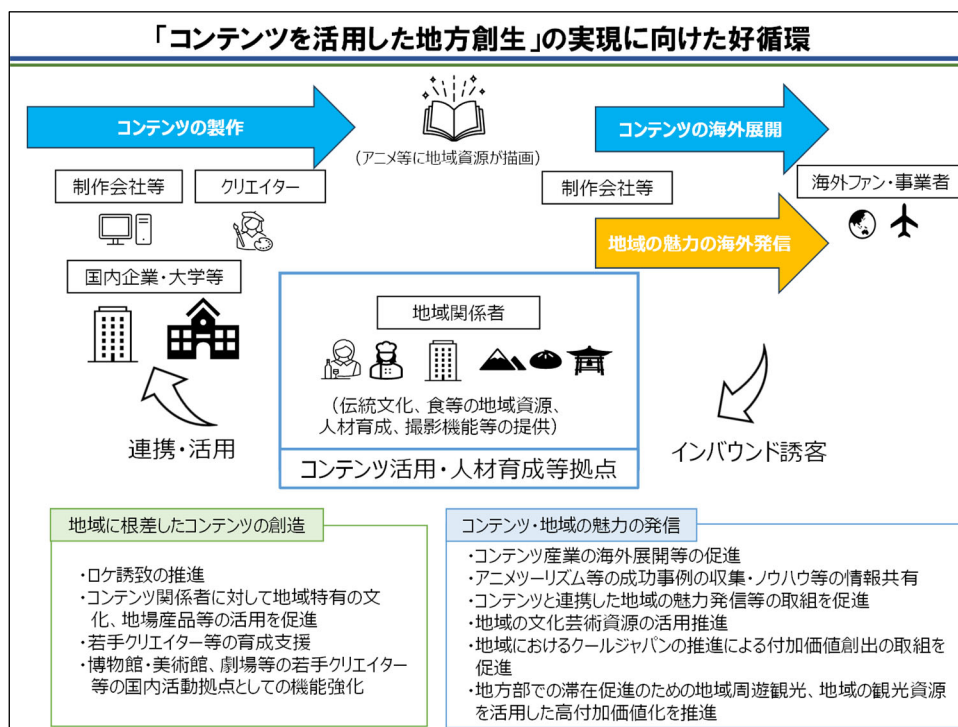 「コンテンツを活用した地方創生」の実現に向けた好循環
コンテンツの製作
(アニメ等に地域資源が描画)
コンテンツの海外展開
制作会社等
クリエイター
制作会社等
海外ファン・事業者
地域の魅力の海外発信
国内企業・大学等
地域関係者
(伝統文化、食等の地域資源、
人材育成、撮影機能等の提供)
コンテンツ活用・人材育成等拠点
連携・活用
インバウンド誘客
地域に根差したコンテンツの創造
・ロケ誘致の推進
・コンテンツ関係者に対して地域特有の文
化、地場産品等の活用を促進
・若手クリエイター等の育成支援
・博物館・美術館、劇場等の若手クリエイター
等の国内活動拠点としての機能強化
コンテンツ・地域の魅力の発信
・コンテンツ産業の海外展開等の促進
・アニメツーリズム等の成功事例の収集・ノウハウ等の情報共有
・コンテンツと連携した地域の魅力発信等の取組を促進
・地域の文化芸術資源の活用推進
・地域におけるクールジャパンの推進による付加価値創出の取組を
促進
・地方部での滞在促進のための地域周遊観光、地域の観光資源
を活用した高付加価値化を推進